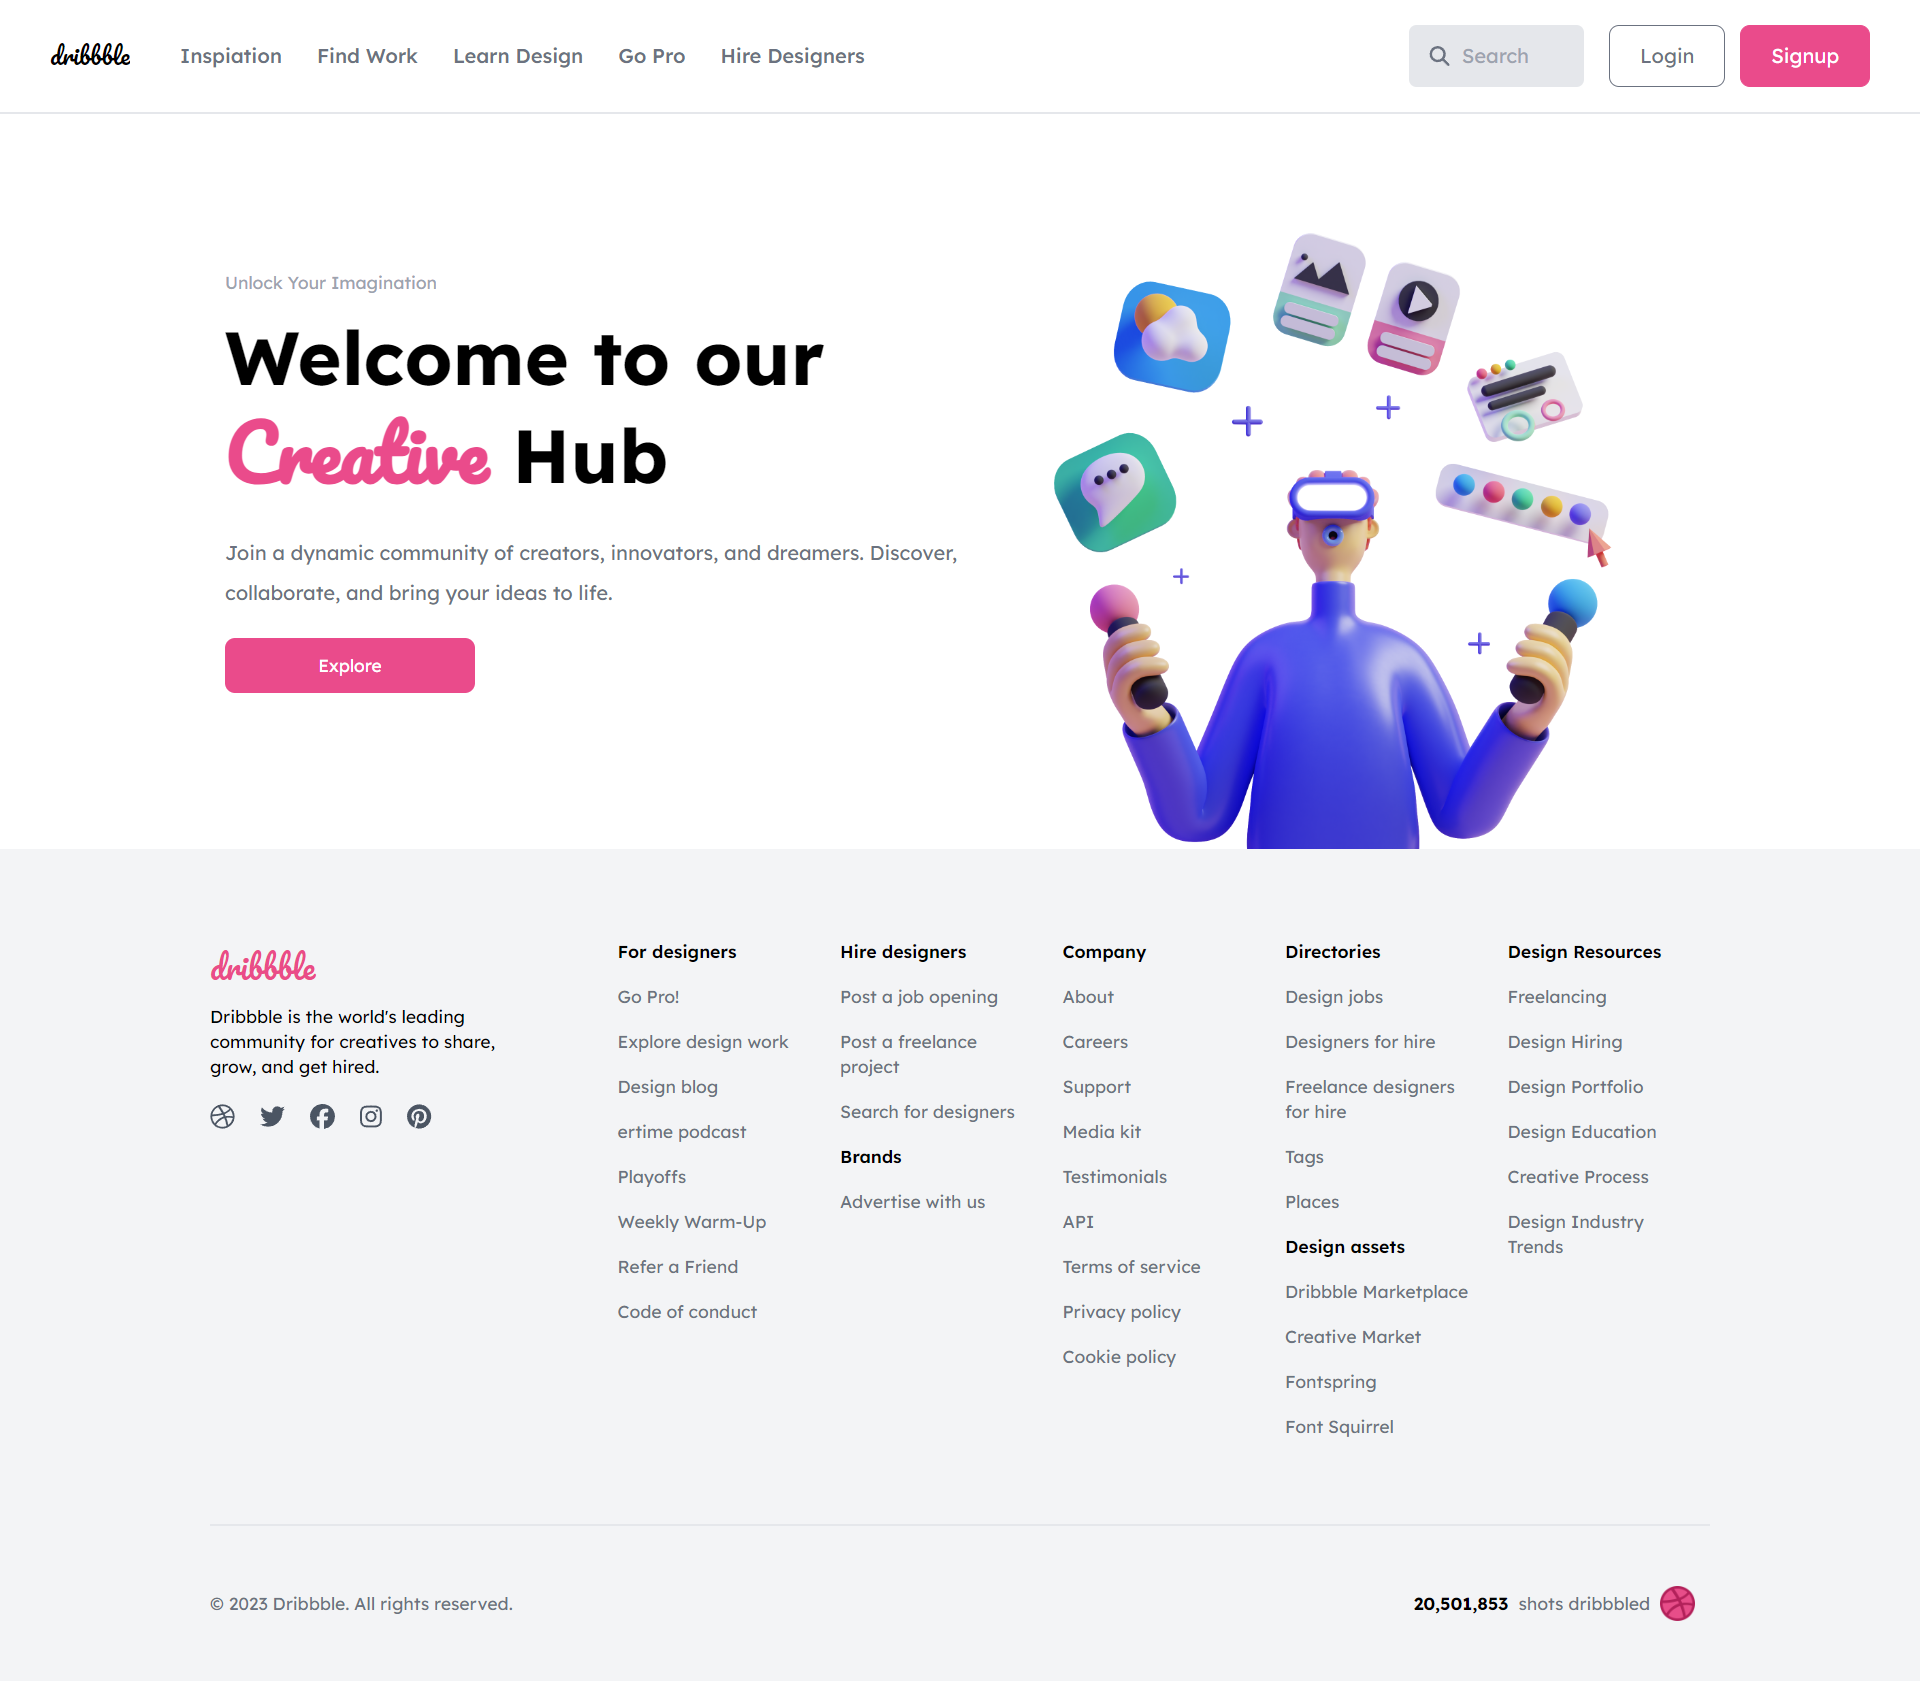 dribbble
Inspiation
Find Work
Learn Design
Go Pro
Hire Designers
Search
Login
Signup
Unlock Your Imagination
Welcome to our
Creative Hub
Join a dynamic community of creators, innovators, and dreamers. Discover,
collaborate, and bring your ideas to life.
Explore
dribbble
Dribbble is the world's leading
community for creatives to share,
grow, and get hired.
For designers
Go Pro!
Explore design work
Design blog
ertime podcast
Playoffs
Weekly Warm-Up
Refer a Friend
Code of conduct
Hire designers
Post a job opening
Post a freelance
project
Search for designers
Brands
Advertise with us
Company
About
Careers
Support
Media kit
Testimonials
API
Terms of service
Privacy policy
Cookie policy
Directories
Design jobs
Designers for hire
Freelance designers
for hire
Tags
Places
Design assets
Dribbble Marketplace
Creative Market
Fontspring
Font Squirrel
Design Resources
Freelancing
Design Hiring
Design Portfolio
Design Education
Creative Process
Design Industry
Trends
© 2023 Dribbble. All rights reserved.
20,501,853 shots dribbbled